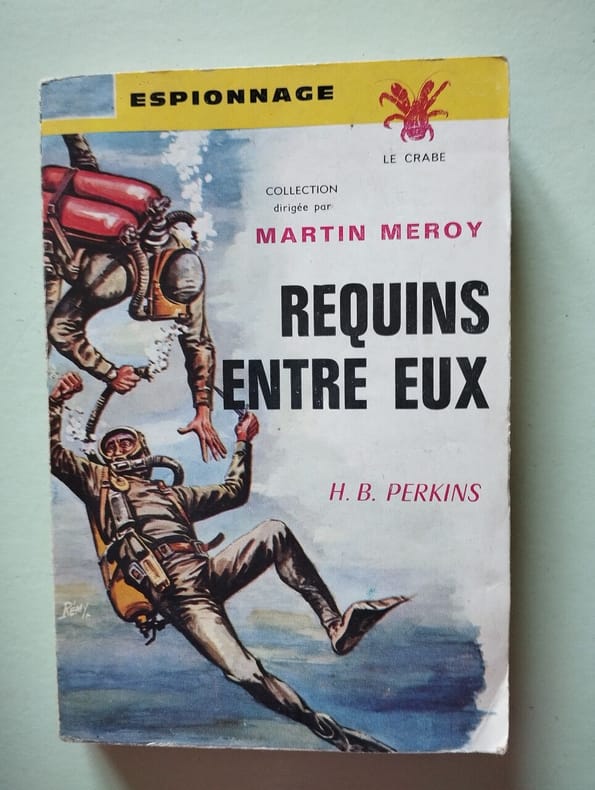 ESPIONNAGE
LE CRABE
COLLECTION
dirigée par
MARTIN MEROY
REQUINS
ENTRE EUX
H. B. PERKINS